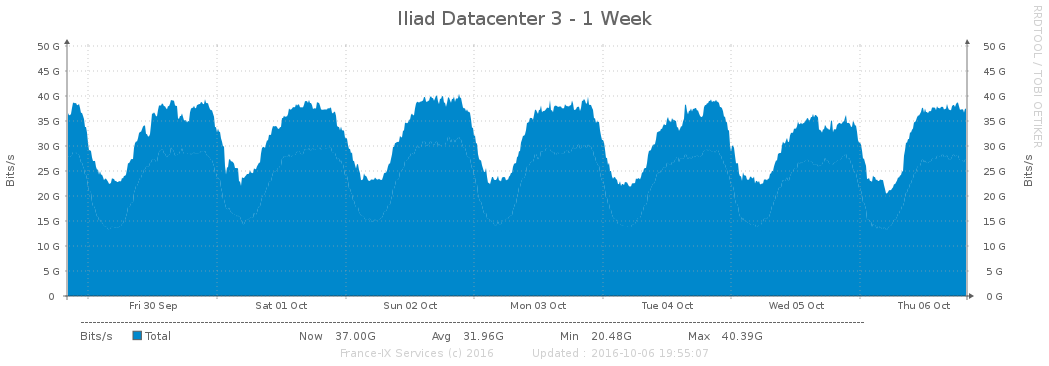 Iliad Datacenter 3 - 1 Week
RRDTOOL / TOBI OETIKER
50 G 50 G
45 G 45 G
40 G 40 G
35 G 35 G
30 G 30 G
25 G 25 G
20 G 20 G
15 G 15 G
10 G 10 G
5 G 5 G
0 0 G
Bits/s
Bits/s
Fri 30 Sep Sat 01 Oct Sun 02 Oct Mon 03 Oct Tue 04 Oct Wed 05 Oct Thu 06 Oct
Bits/s Total Now 37.00G Avg 31.96G Min 20.48G Max 40.39G
France-IX Services (c) 2016 Updated : 2016-10-06 19:55:07